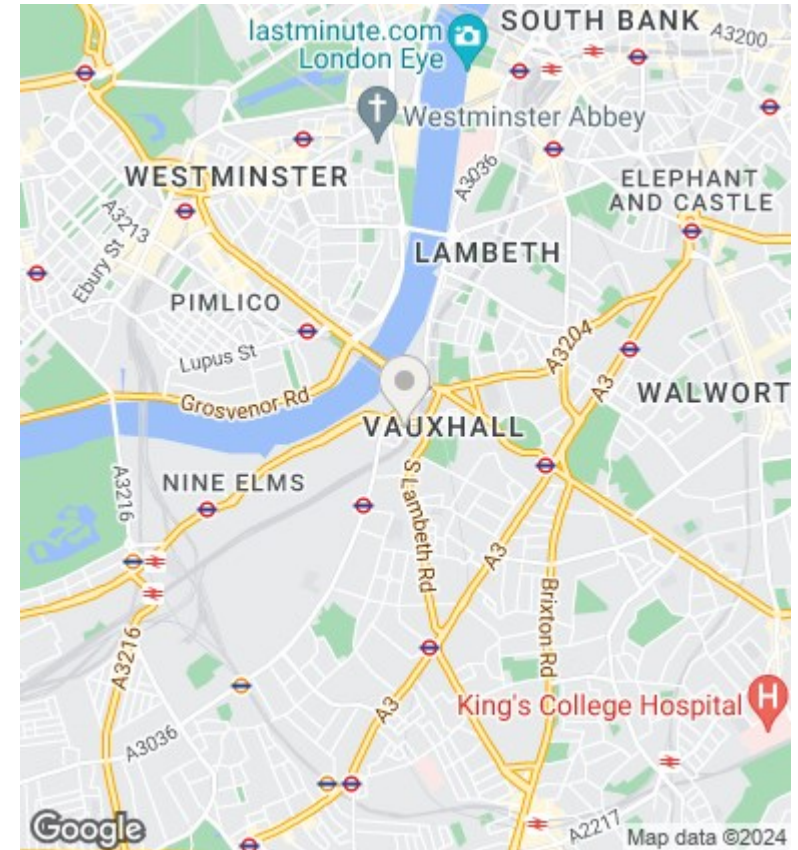 SOUTH BANK
A3200
lastminute.com
London Eye
Westminster Abbey
WESTMINSTER
A3036
ELEPHANT
AND CASTLE
A3213
Ebury St
LAMBETH
PIMLICO
Lupus St
A3204
Grosvenor Rd
A3
WALWORT
VAUXHALL
A3216
NINE ELMS
S Lambeth Rd
A3
Brixton Rd
A3216
King's College Hospital
H
A3
A3036
A2217
Google
Map data ©2024